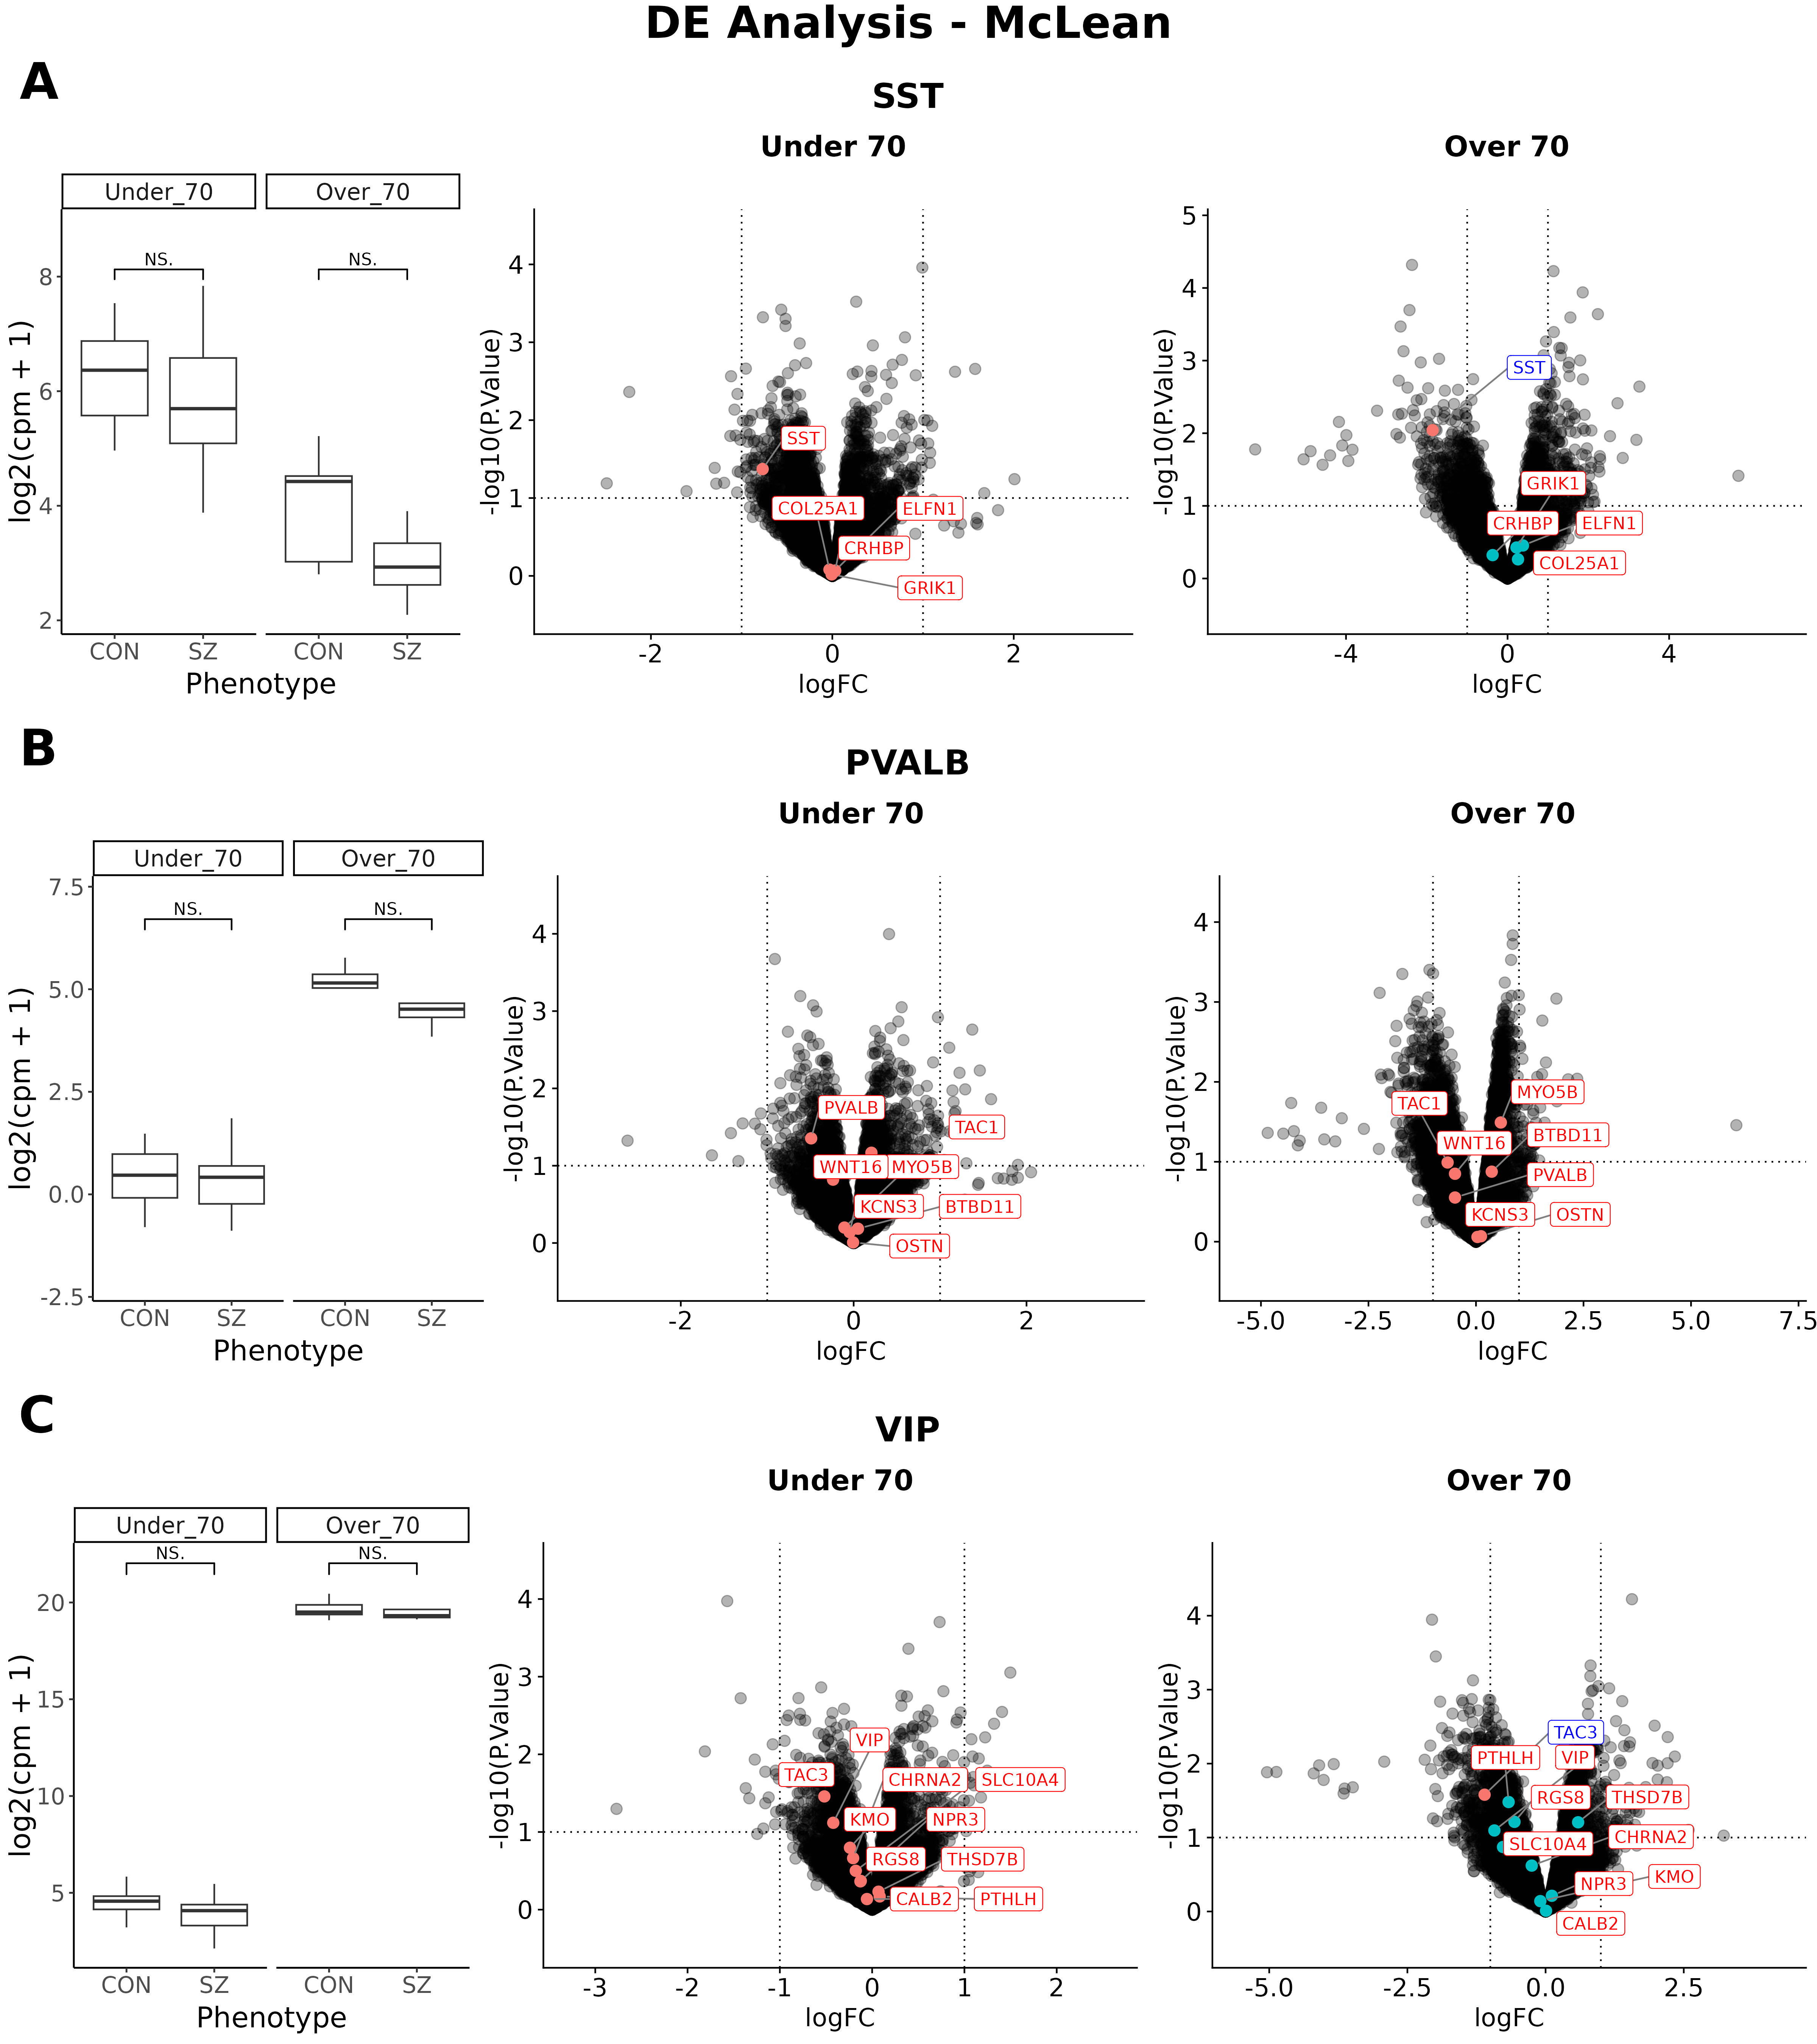 DE Analysis - McLean
A
SST
Under 70
Over 70
Under_70
Over_70
NS.
NS.
8
6
4
2
log2(cpm + 1)
CON
SZ
CON
SZ
Phenotype
4
3
2
1
0
-log10(P.Value)
SST
COL25A1
ELFN1
CRHBP
GRIK1
-2
0
2
logFC
5
4
3
2
1
0
-log10(P.Value)
SST
GRIK1
CRHBP
ELFN1
COL25A1
-4
0
4
logFC
B
PVALB
Under 70
Over 70
Under_70
Over_70
NS.
NS.
7.5
5.0
2.5
0.0
-2.5
log2(cpm + 1)
CON
SZ
CON
SZ
Phenotype
4
3
2
1
0
-log10(P.Value)
PVALB
TAC1
WNT16
MYO5B
KCNS3
BTBD11
OSTN
-2
0
2
logFC
4
3
2
1
0
-log10(P.Value)
MYO5B
TAC1
BTBD11
WNT16
PVALB
KCNS3
OSTN
-5.0
-2.5
0.0
2.5
5.0
7.5
logFC
C
VIP
Under 70
Over 70
Under_70
Over_70
NS.
NS.
20
15
10
5
log2(cpm + 1)
CON
SZ
CON
SZ
Phenotype
4
3
2
1
0
-log10(P.Value)
VIP
TAC3
CHRNA2
SLC10A4
KMO
NPR3
RGS8
THSD7B
CALB2
PTHLH
-3
-2
-1
0
1
2
logFC
4
3
2
1
0
-log10(P.Value)
TAC3
PTHLH
VIP
RGS8
THSD7B
SLC10A4
CHRNA2
KMO
NPR3
CALB2
-5.0
-2.5
0.0
2.5
logFC